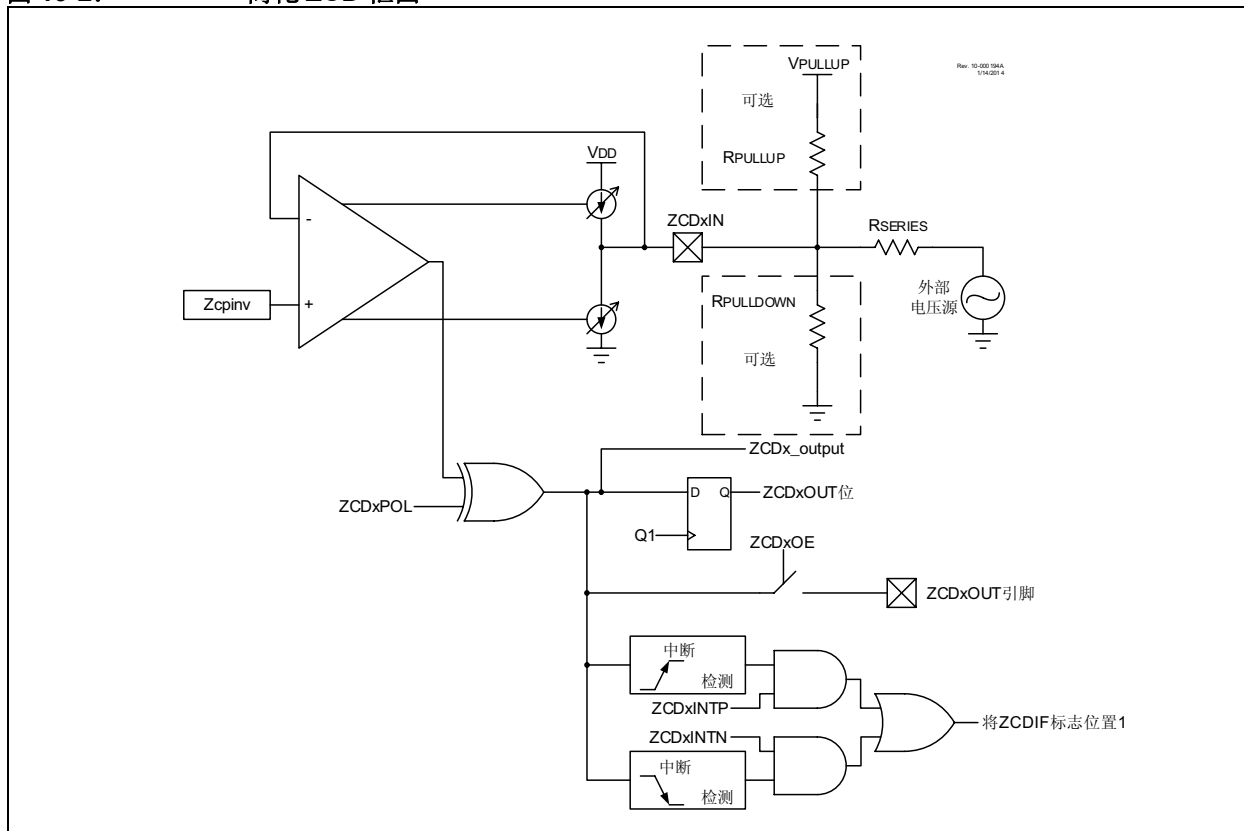 VPULLUP
Rev. 10-000194A
1/14/2014
可选
VDD
RPULLUP
ZCDxIN
RSERIES
-
Zcpinv
+
RPULLDOWN
外部
电压源
可选
ZCDx_output
ZCDxPOL
D Q
ZCDxOUT位
Q1
ZCDxOE
ZCDxOUT引脚
中断
检测
ZCDxINTP
将ZCDIF标志位置1
ZCDxINTN
中断
检测